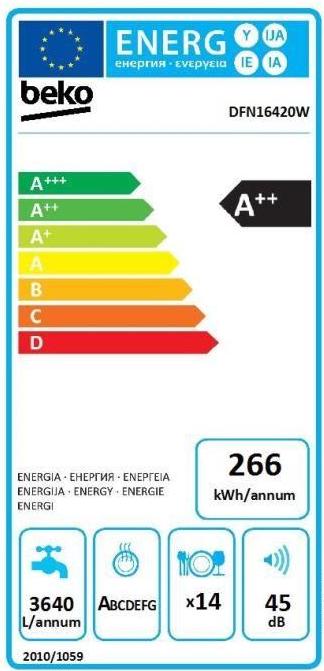 ENERG Y IJA
енергия · ενεργεια IE IA
beko
DFN16420W
A+++
A++
A++
A+
A
B
C
D
266
kWh/annum
ENERGIA · ЕНЕРГИЯ · ΕΝΕΡΓΕΙΑ
ENERGIJA · ENERGY · ENERGIE
ENERGI
3640
L/annum
ABCDEFG
x14
45
dB
2010/1059